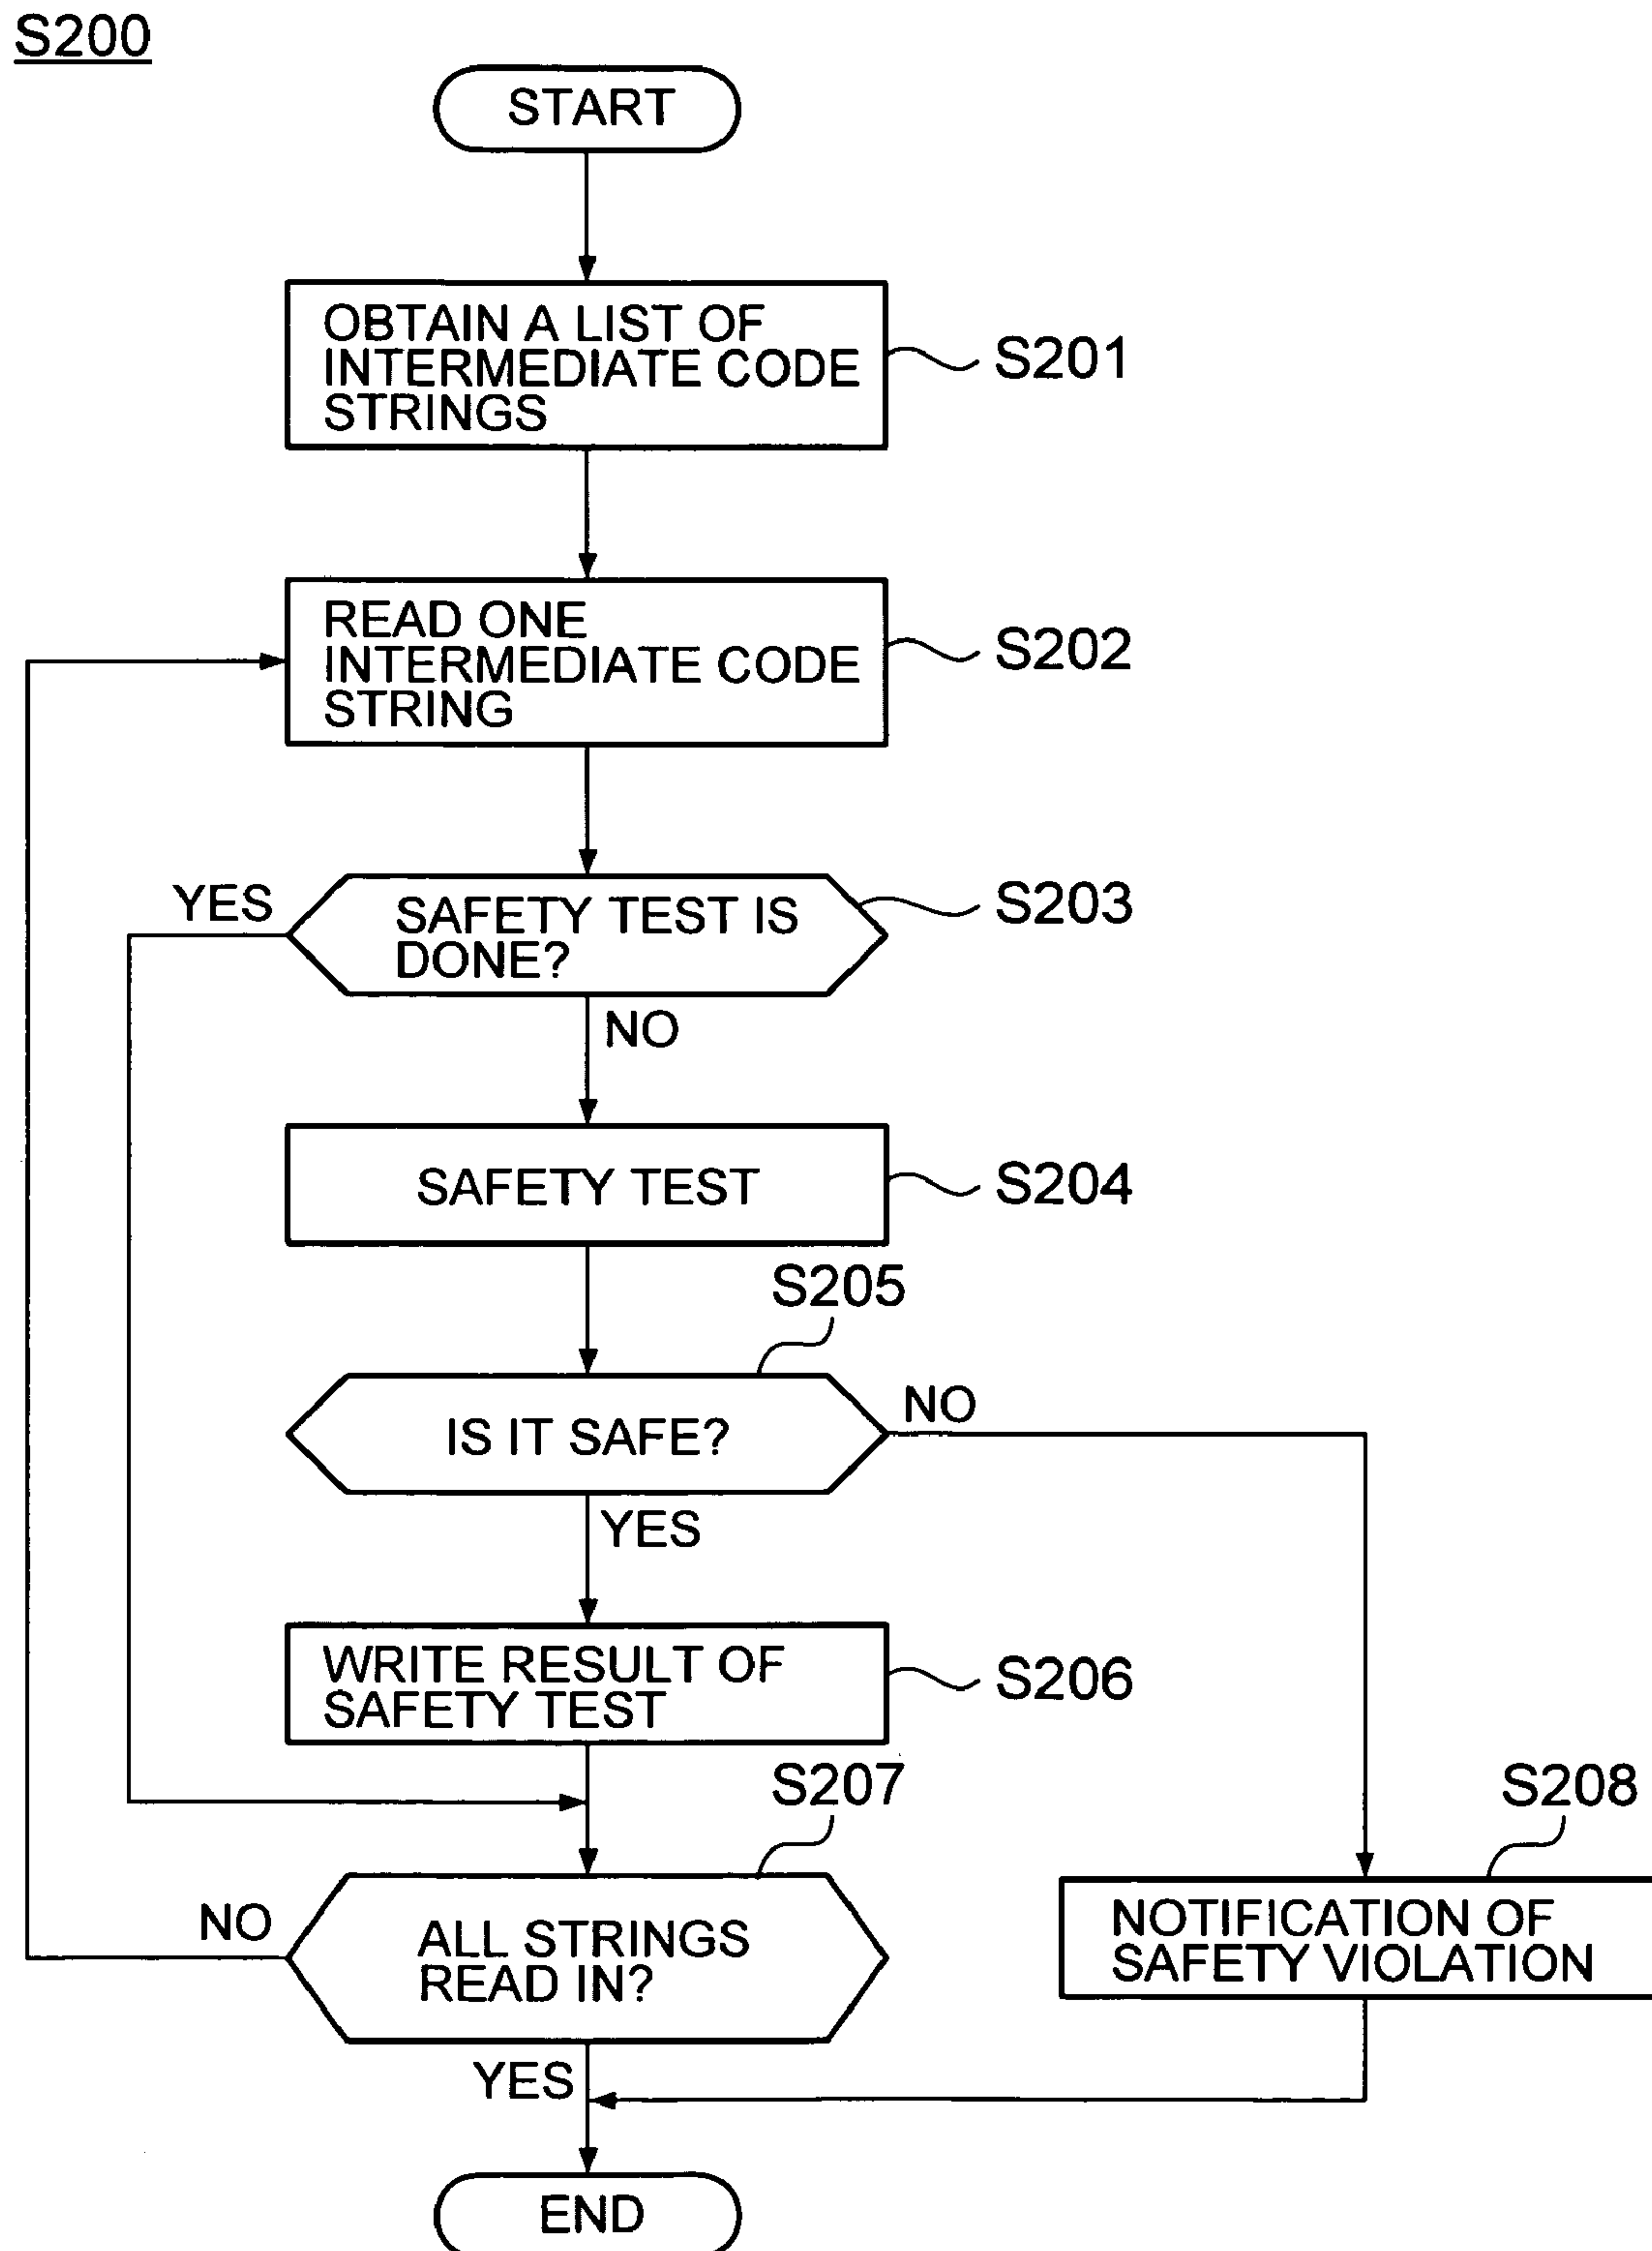 S200
START
OBTAIN A LIST OF
INTERMEDIATE CODE
STRINGS
S201
READ ONE
INTERMEDIATE CODE
STRING
S202
YES
SAFETY TEST IS
DONE?
S203
NO
SAFETY TEST
S204
S205
IS IT SAFE?
NO
YES
WRITE RESULT OF
SAFETY TEST
S206
S207
S208
NO
ALL STRINGS
READ IN?
NOTIFICATION OF
SAFETY VIOLATION
YES
END